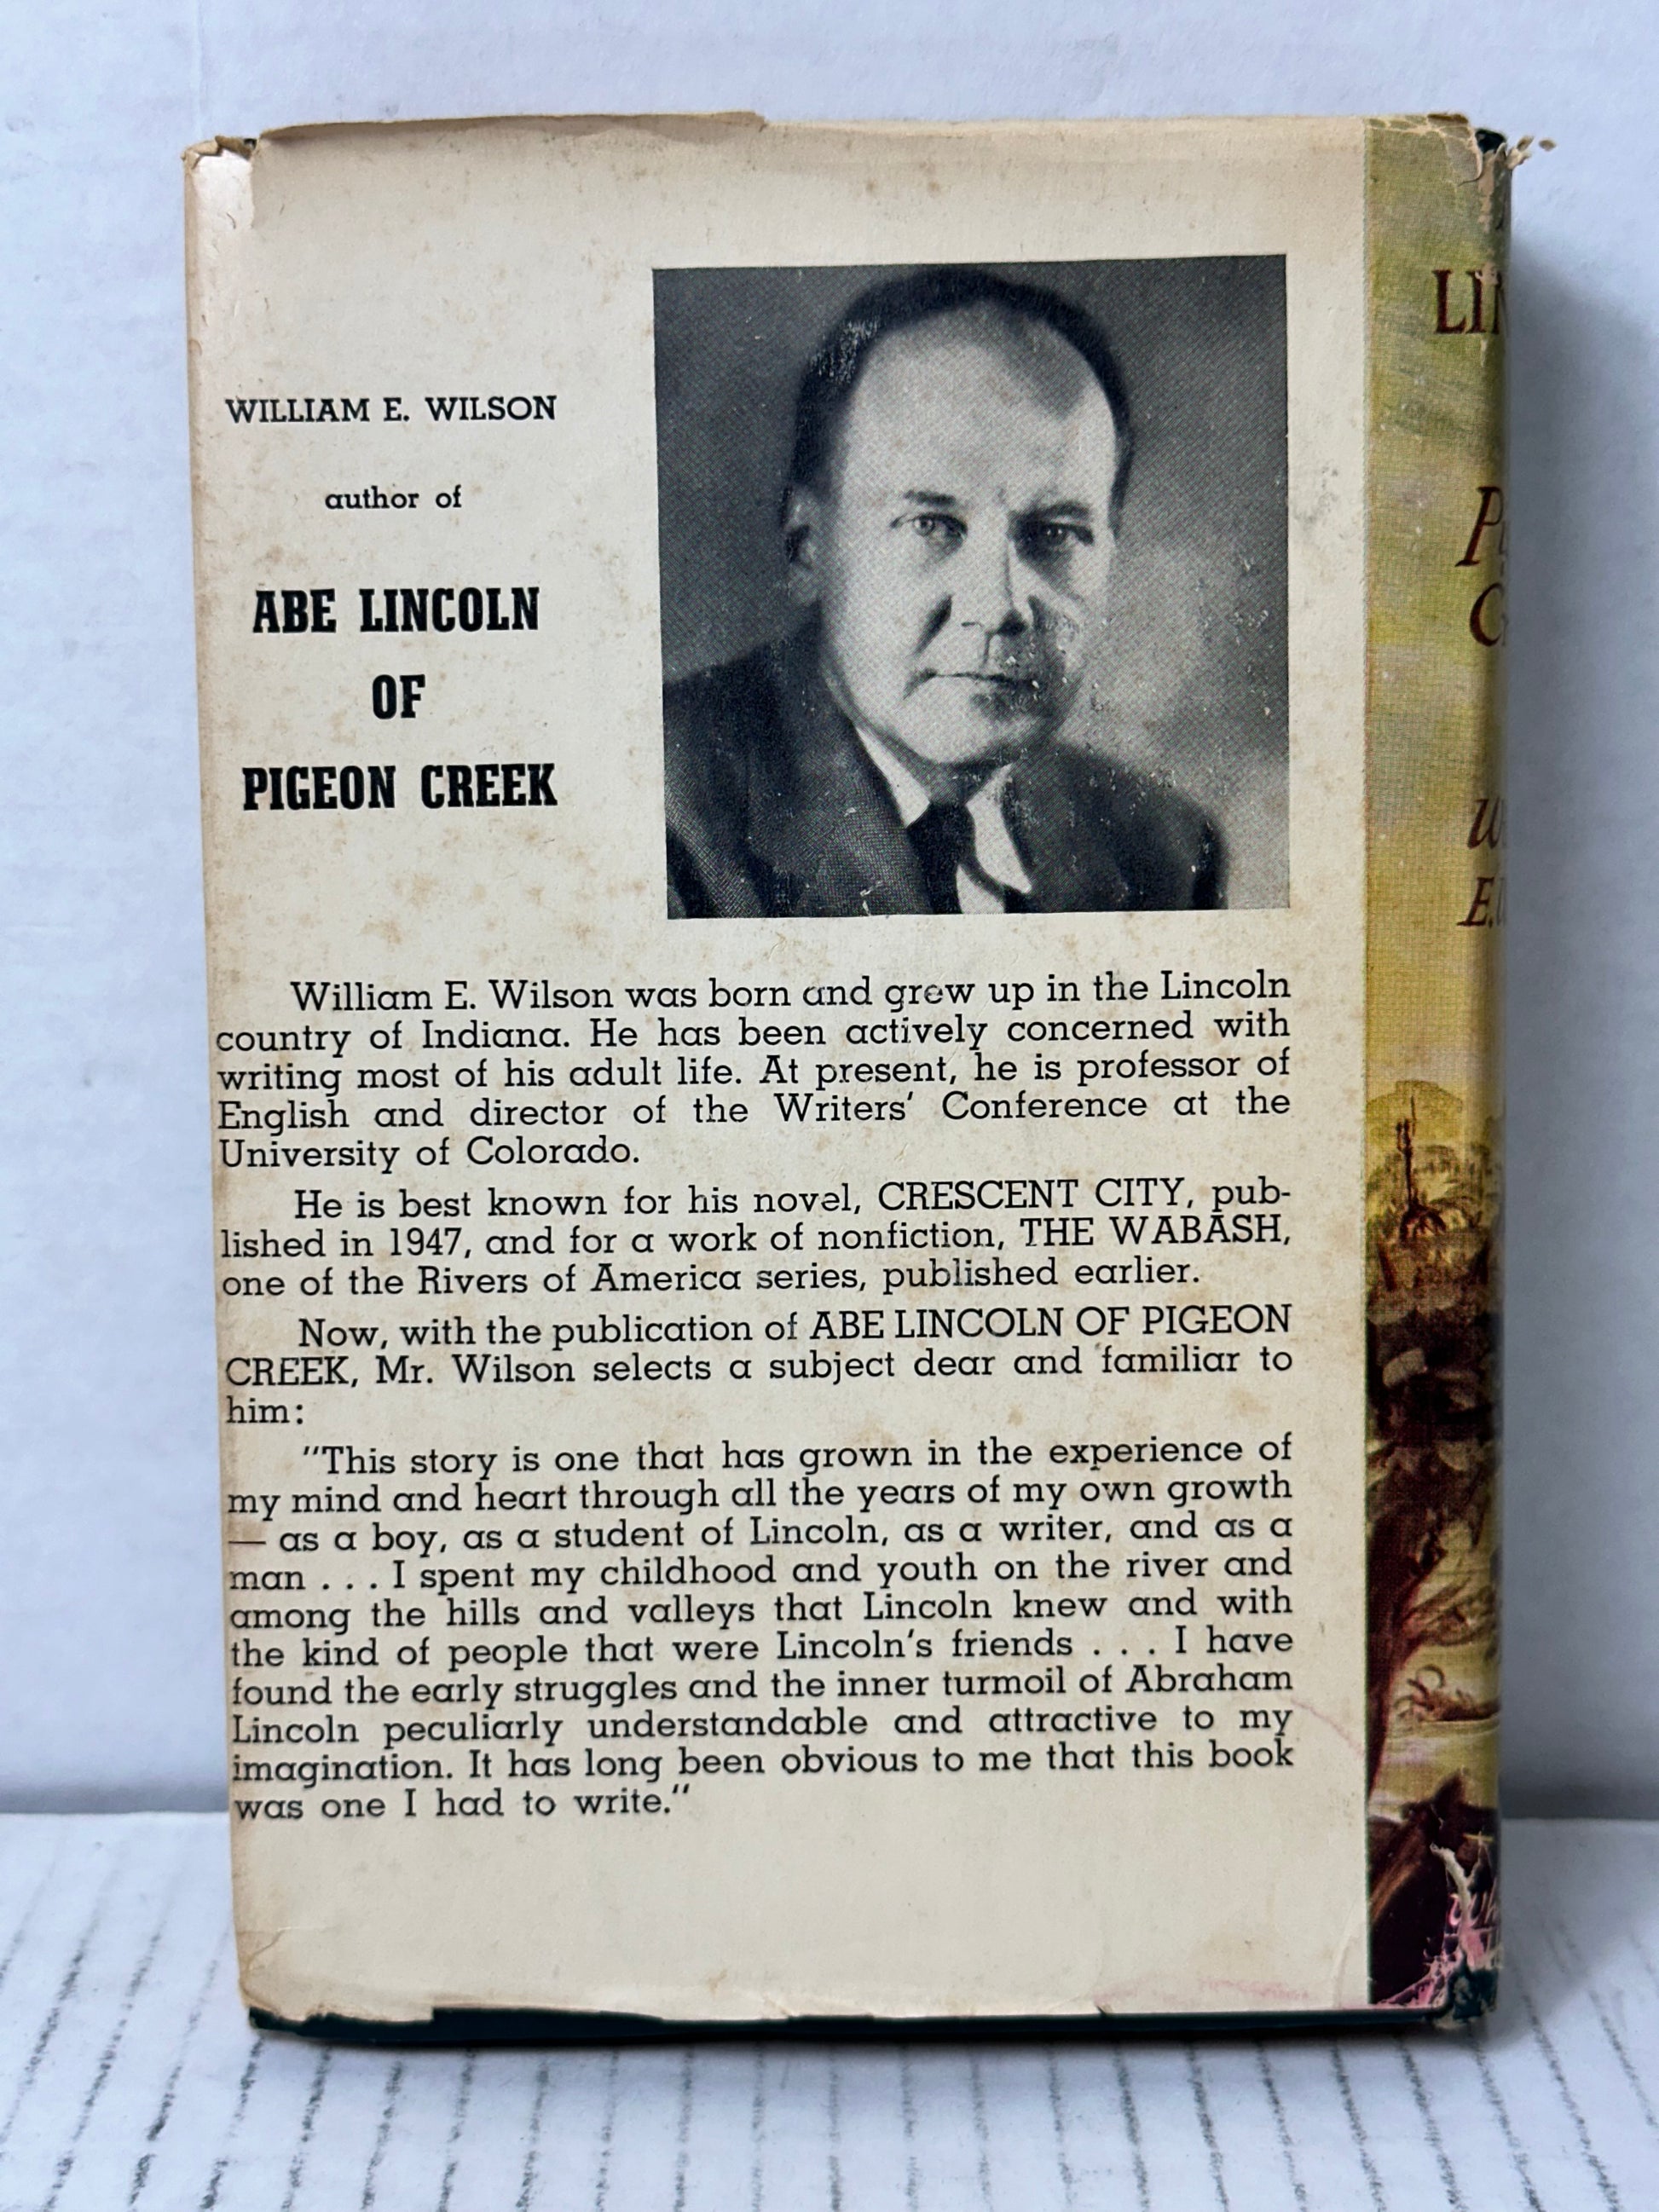 WILLIAM E. WILSON
author of
ABE LINCOLN
OF
PIGEON CREEK
William E. Wilson was born and grew up in the Lincoln
country of Indiana. He has been actively concerned with
writing most of his adult life. At present, he is professor of
English and director of the Writers' Conference at the
University of Colorado.
He is best known for his novel, CRESCENT CITY, pub-
lished in 1947, and for a work of nonfiction, THE WABASH,
one of the Rivers of America series, published earlier.
Now, with the publication of ABE LINCOLN OF PIGEON
CREEK, Mr. Wilson selects a subject dear and familiar to
him:
"This story is one that has grown in the experience of
my mind and heart through all the years of my own growth
— as a boy, as a student of Lincoln, as a writer, and as a
man . . . I spent my childhood and youth on the river and
among the hills and valleys that Lincoln knew and with
the kind of people that were Lincoln's friends . . . I have
found the early struggles and the inner turmoil of Abraham
Lincoln peculiarly understandable and attractive to my
imagination. It has long been obvious to me that this book
was one I had to write."